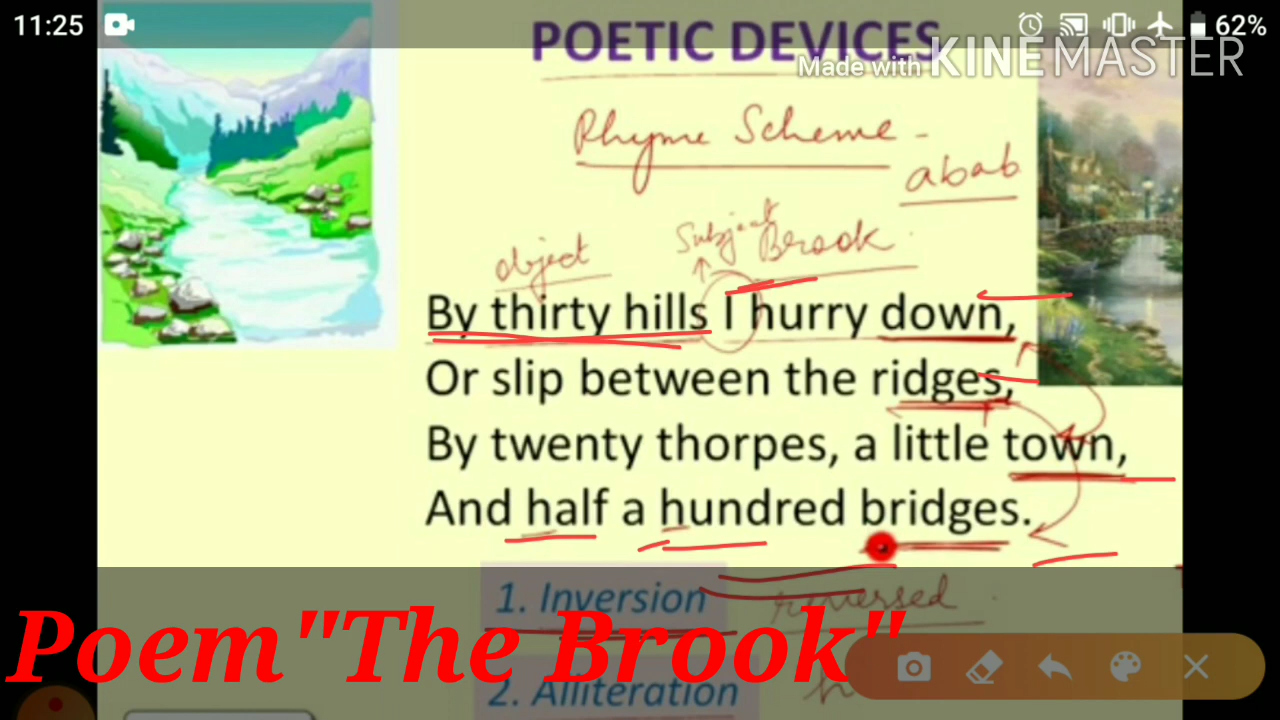 11:25
62%
POETIC DEVICES
Made with KINEMASTER
Rhyme Scheme -
abab
object
Subject
Brook
By thirty hills I hurry down,
Or slip between the ridges,
By twenty thorpes, a little town,
And half a hundred bridges.
1. Inversion
Poem"The Brook"
2. Alliteration